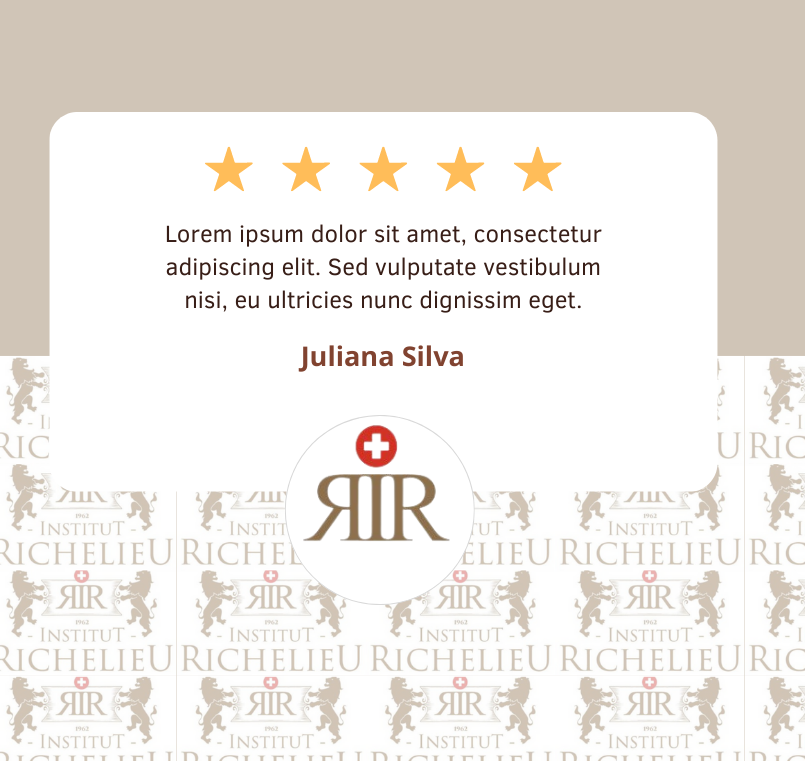 Lorem ipsum dolor sit amet, consectetur
adipiscing elit. Sed vulputate vestibulum
nisi, eu ultricies nunc dignissim eget.
Juliana Silva
RIR
1962
- INSTITUT -
RICHELIEU